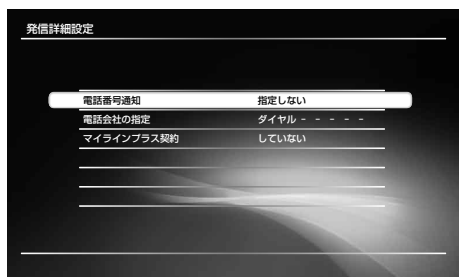 発信詳細設定
電話番号通知 指定しない
電話会社の指定 ダイヤル - - - - -
マイラインプラス契約 していない